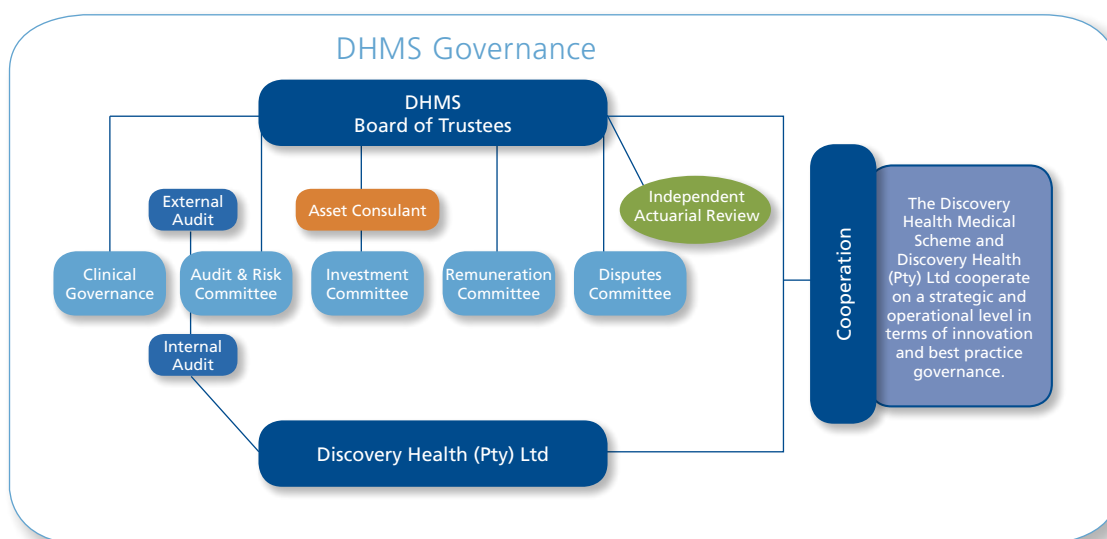 DHMS Governance
DHMS
Board of Trustees
External
Audit
Asset Consulant
Independent
Actuarial Review
Clinical
Governance
Audit & Risk
Committee
Investment
Committee
Remuneration
Committee
Disputes
Committee
Internal
Audit
Discovery Health (Pty) Ltd
Cooperation
The Discovery
Health Medical
Scheme and
Discovery Health
(Pty) Ltd cooperate
on a strategic and
operational level in
terms of innovation
and best practice
governance.